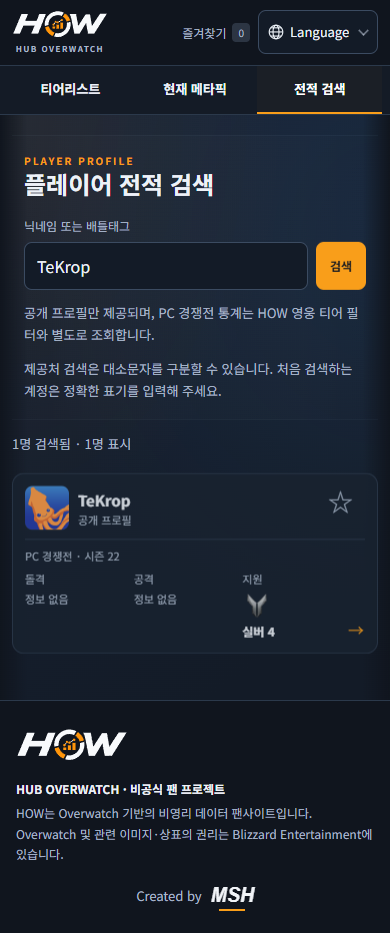 HOW
HUB OVERWATCH
즐겨찾기 0
Language
티어리스트 현재 메타픽 전적 검색
PLAYER PROFILE
플레이어 전적 검색
닉네임 또는 배틀태그
TeKrop 검색
공개 프로필만 제공되며, PC 경쟁전 통계는 HOW 영웅 티어 필
터와 별도로 조회합니다.
제공처 검색은 대소문자를 구분할 수 있습니다. 처음 검색하는
계정은 정확한 표기를 입력해 주세요.
1명 검색됨 · 1명 표시
TeKrop
공개 프로필
PC 경쟁전 · 시즌 22
돌격 공격 지원
정보 없음 정보 없음
실버 4 →
HOW
HUB OVERWATCH · 비공식 팬 프로젝트
HOW는 Overwatch 기반의 비영리 데이터 팬사이트입니다.
Overwatch 및 관련 이미지·상표의 권리는 Blizzard Entertainment에
있습니다.
Created by MSH